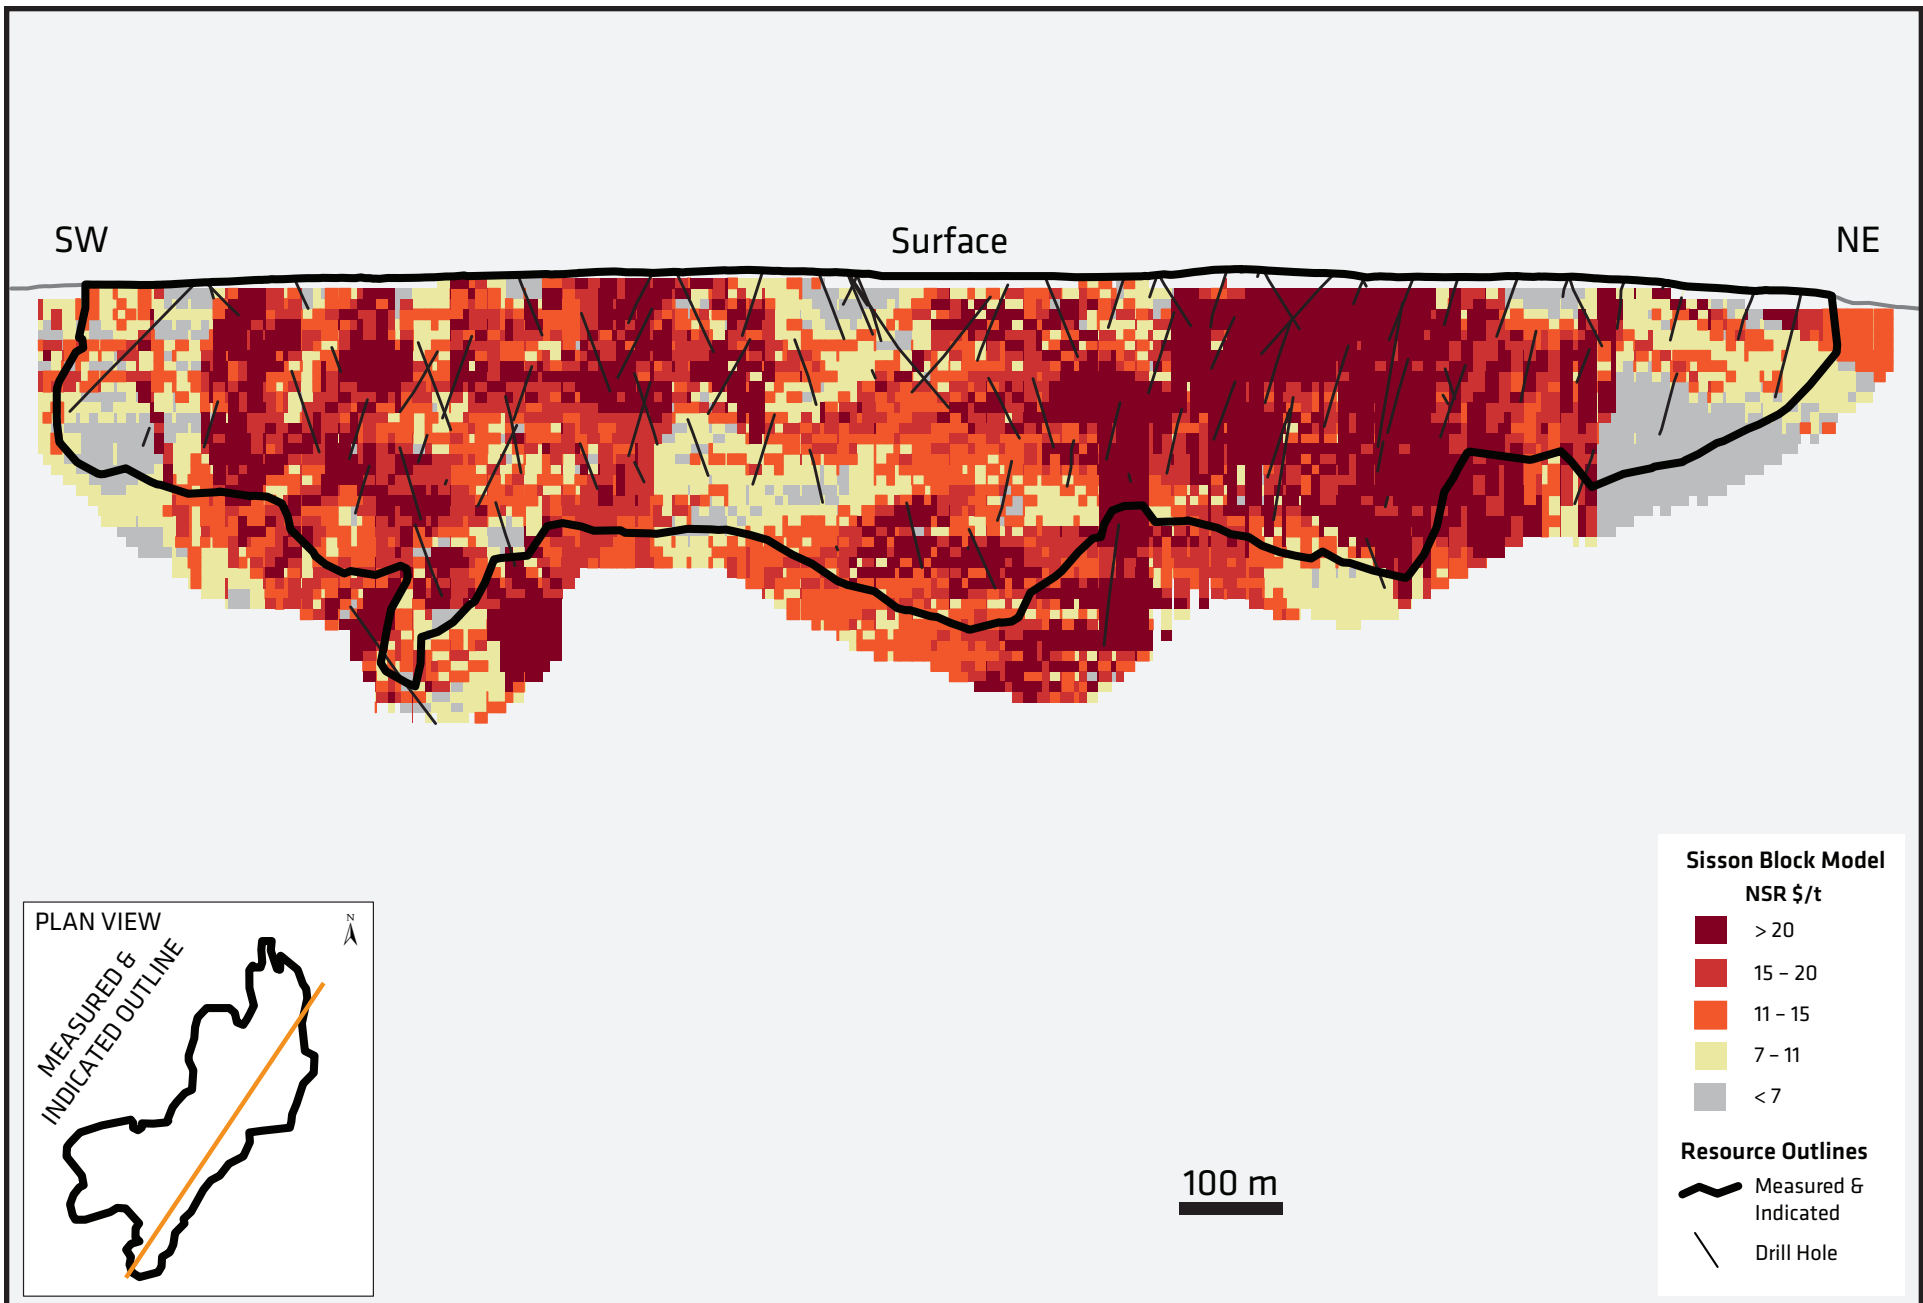 SW
Surface
NE
PLAN VIEW
N
MEASURED &
INDICATED OUTLINE
100 m
Sisson Block Model
NSR $/t
> 20
15 – 20
11 – 15
7 – 11
< 7
Resource Outlines
Measured &
Indicated
Drill Hole